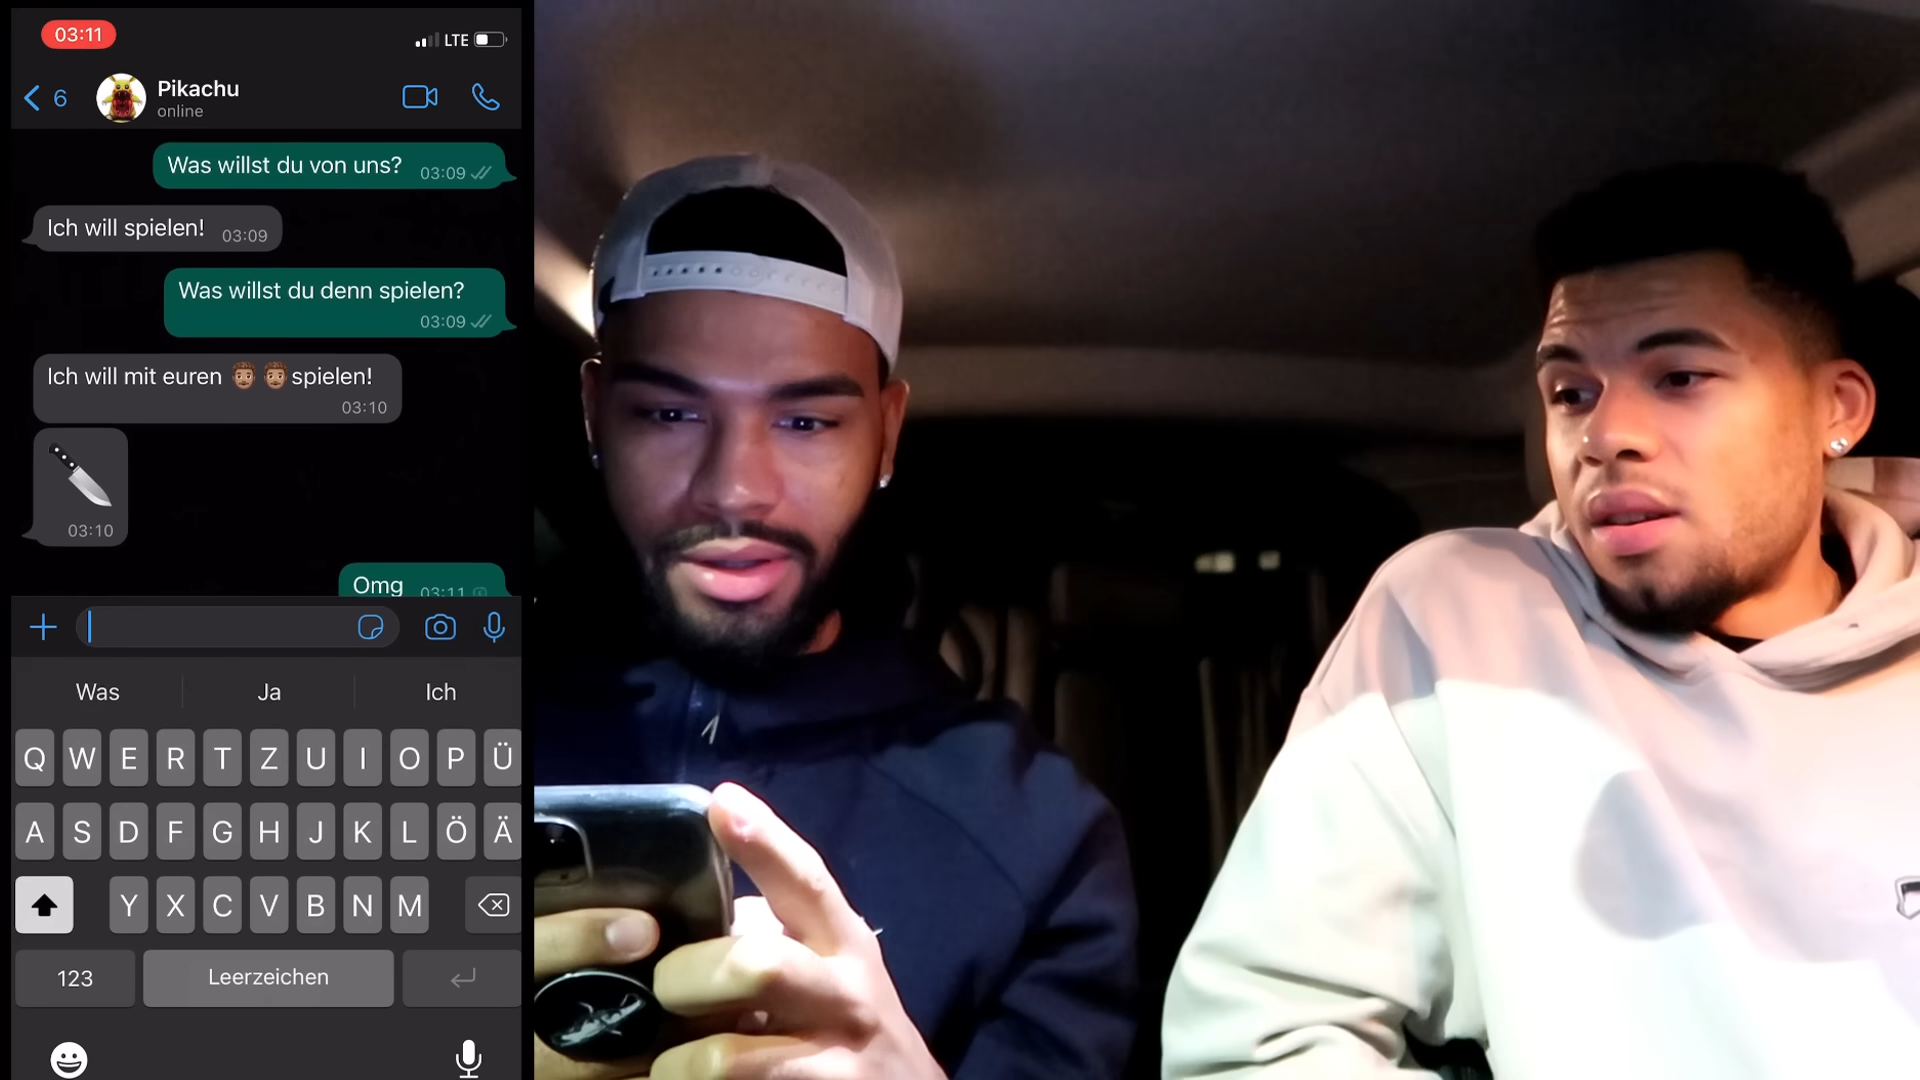 03:11
LTE
6
Pikachu
online
Was willst du von uns? 03:09
Ich will spielen! 03:09
Was willst du denn spielen?
03:09
Ich will mit euren 🧔🏽🧔🏽spielen!
03:10
🔪
03:10
Omg 03:11
Was Ja Ich
Q W E R T Z U I O P Ü
A S D F G H J K L Ö Ä
Y X C V B N M
123 Leerzeichen